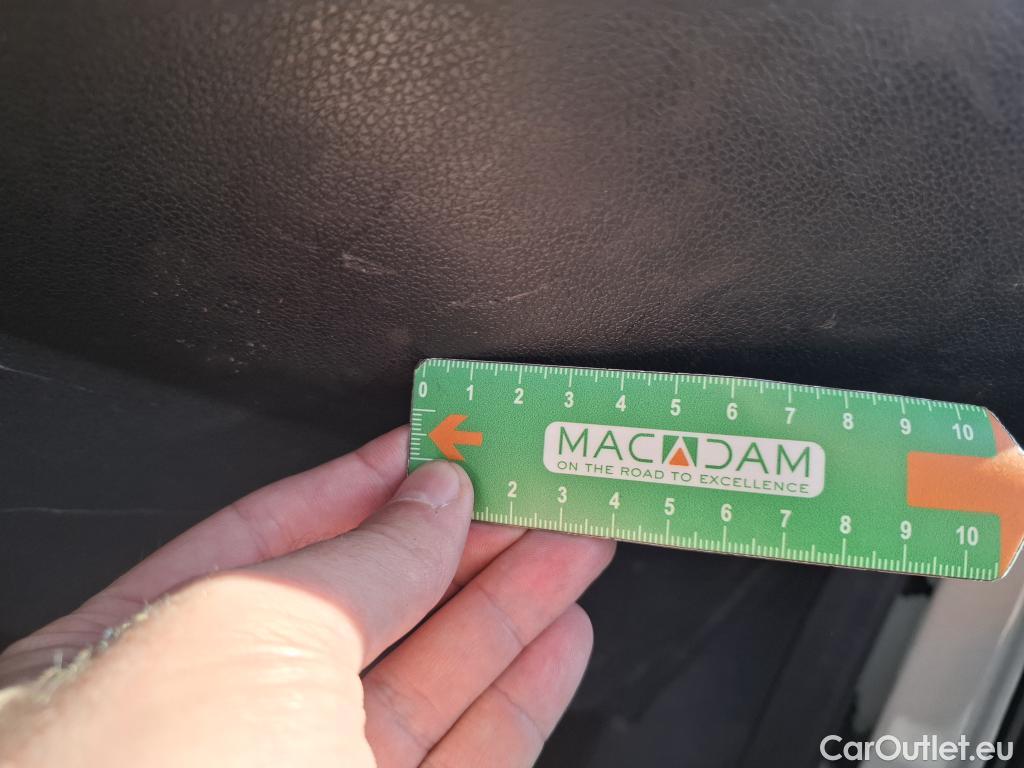 0 1 2 3 4 5 6 7 8 9 10
MACADAM
ON THE ROAD TO EXCELLENCE
2 3 4 5 6 7 8 9 10
CarOutlet.eu